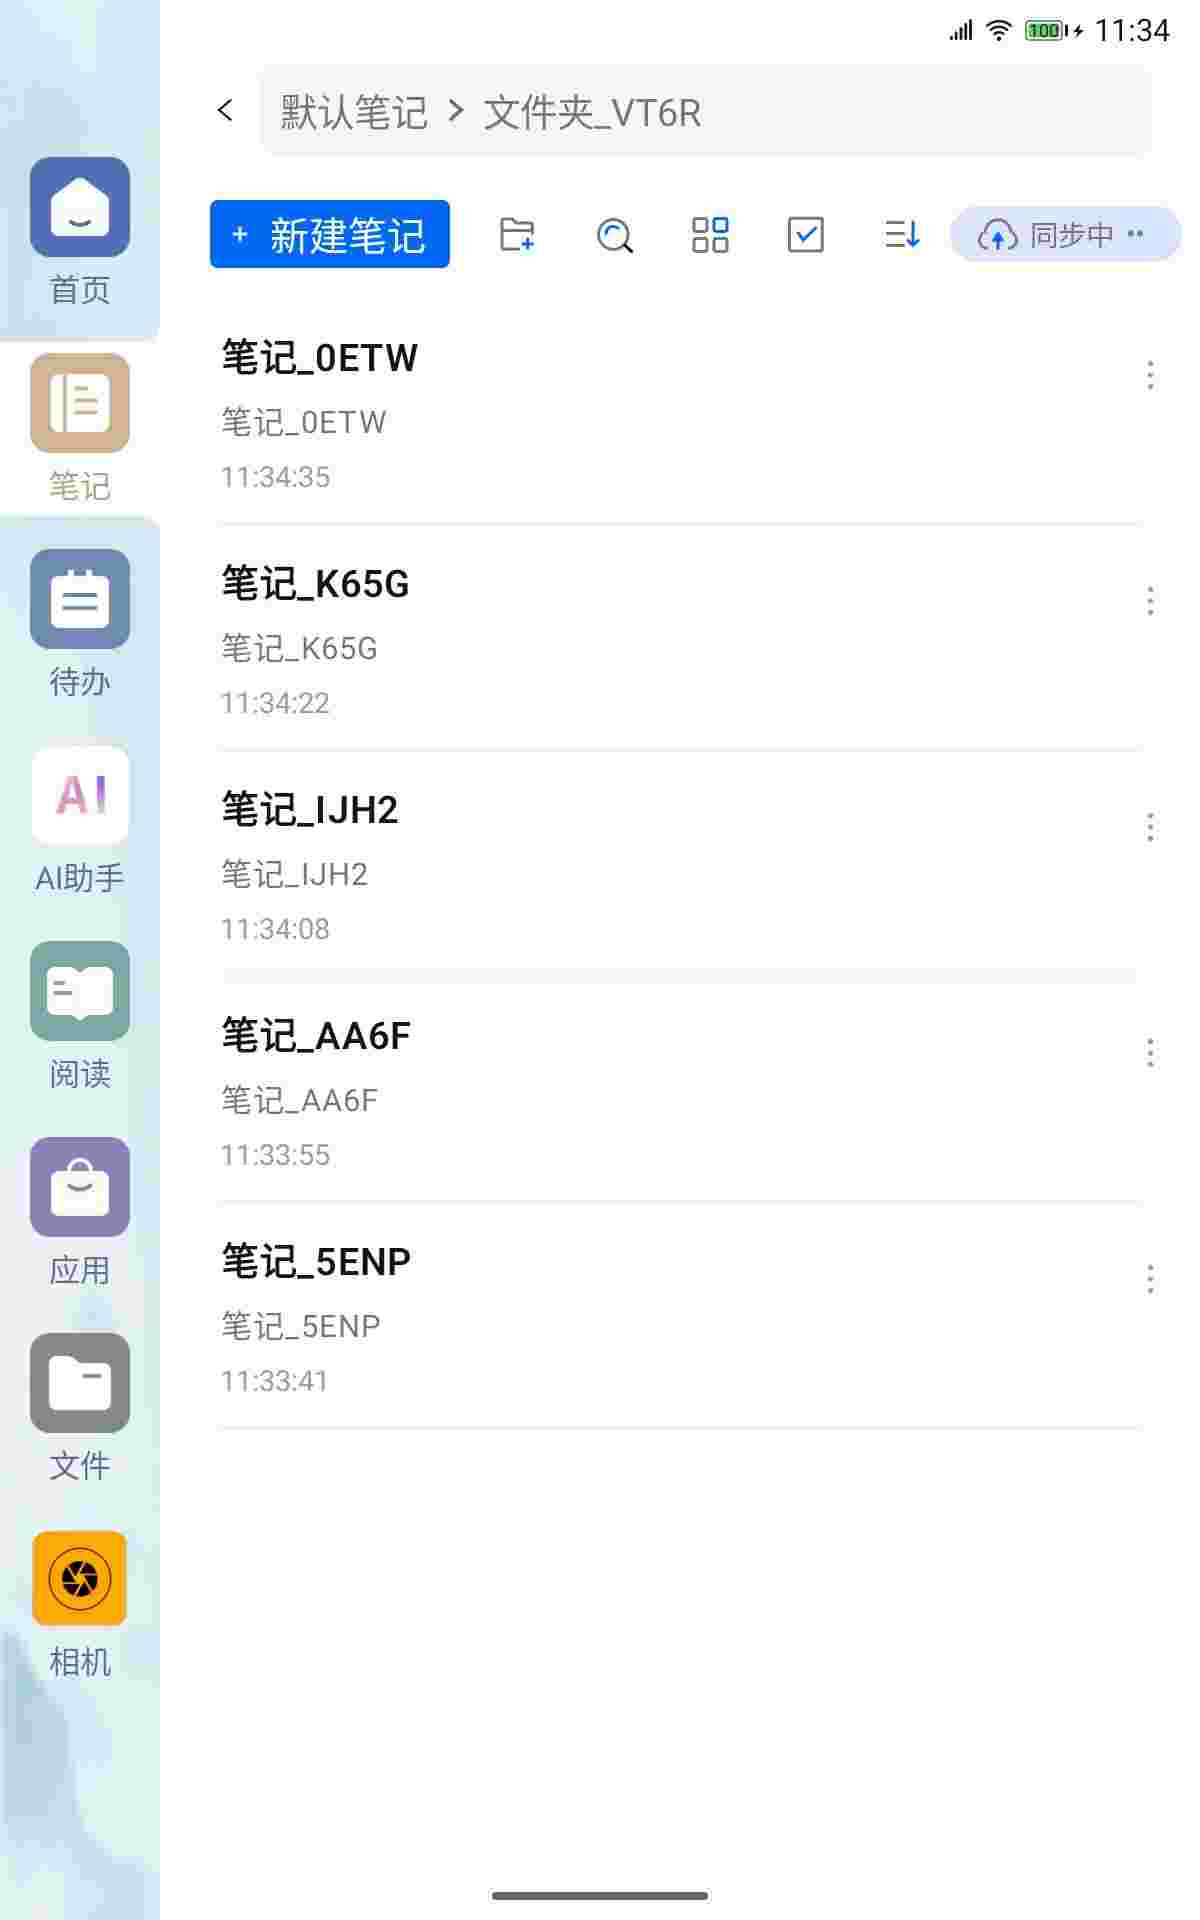 100 11:34
默认笔记 > 文件夹_VT6R
+ 新建笔记
同步中 ••
首页
笔记
待办
AI
AI助手
阅读
应用
文件
相机
笔记_0ETW
笔记_0ETW
11:34:35
笔记_K65G
笔记_K65G
11:34:22
笔记_IJH2
笔记_IJH2
11:34:08
笔记_AA6F
笔记_AA6F
11:33:55
笔记_5ENP
笔记_5ENP
11:33:41